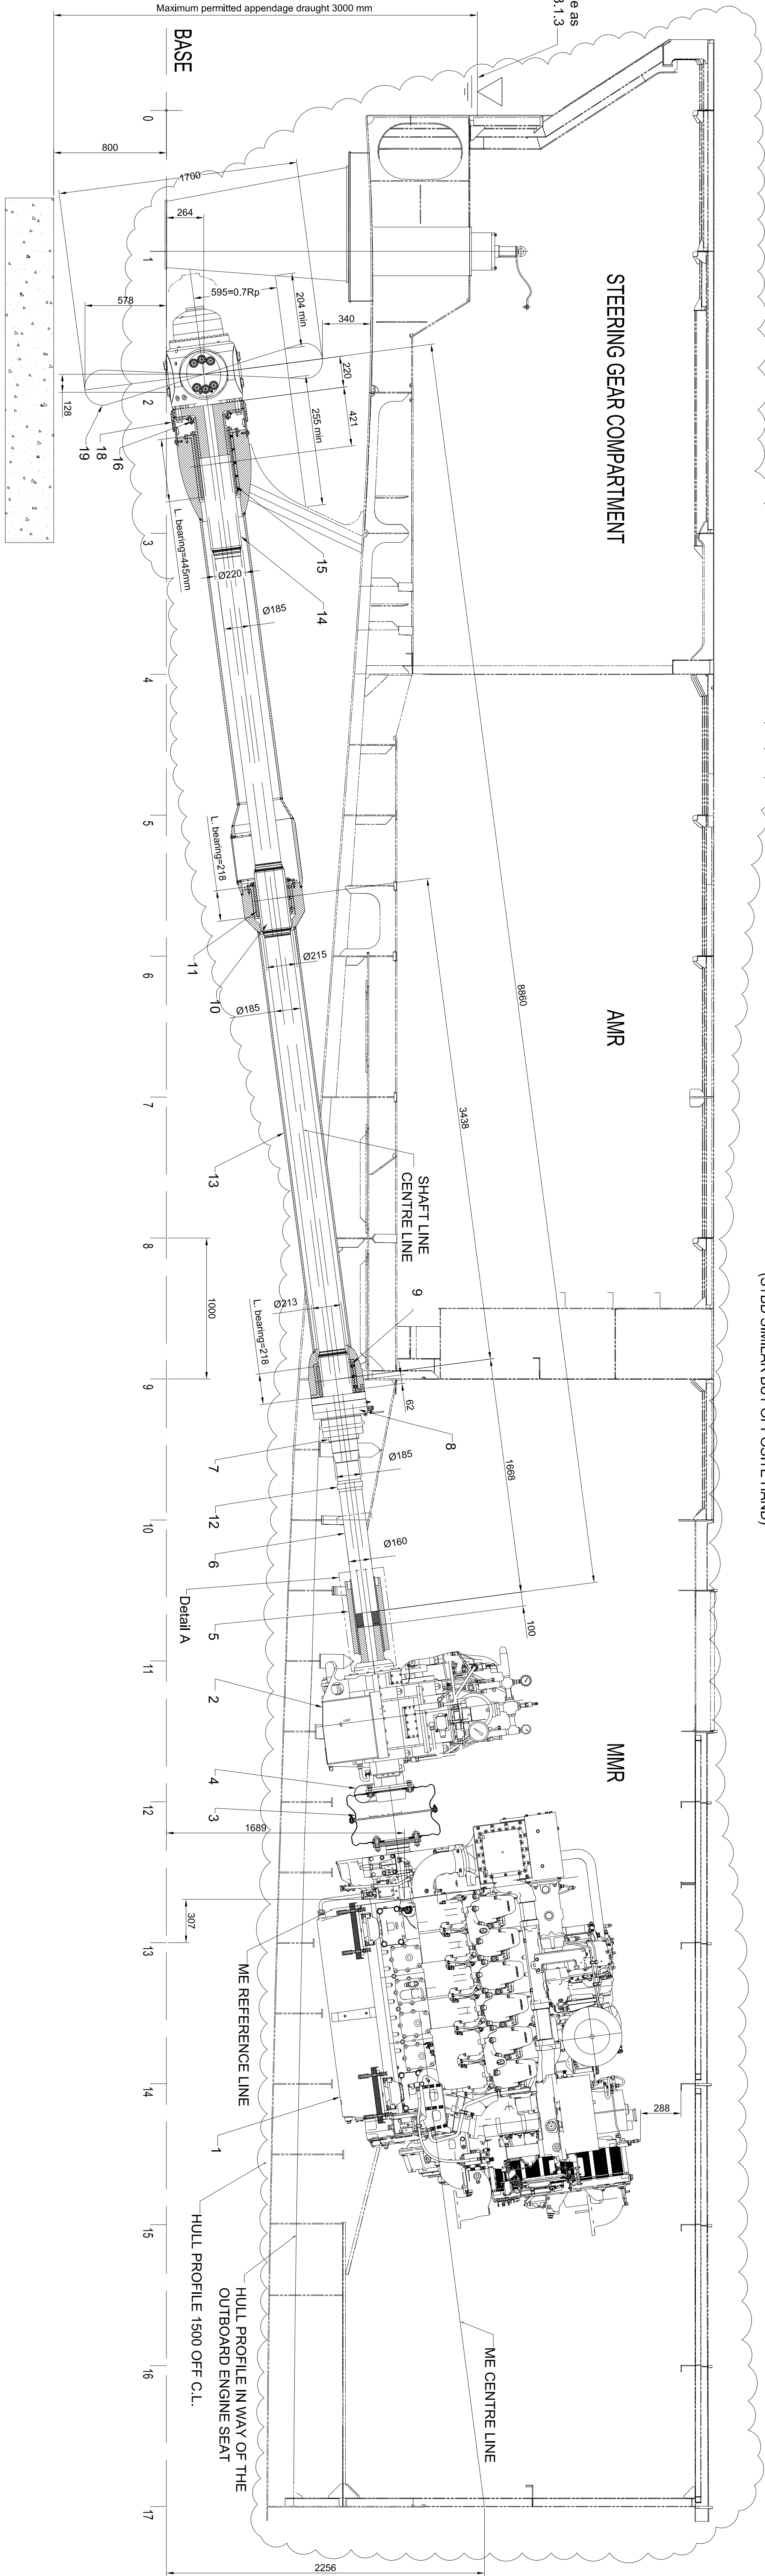 Maximum permitted appendage draught 3000 mm
e as
3.1.3
(STBD SIMILAR BUT OPPOSITE HAND)
BASE
STEERING GEAR COMPARTMENT
AMR
MMR
800
1700
264
578
595=0.7Rp
204 min
340
220
421
255 min
128
19
18
16
15
14
L. bearing=445mm
Ø220
Ø185
L. bearing=218
11
10
Ø215
Ø185
8860
3438
13
SHAFT LINE
CENTRE LINE
1000
9
Ø213
L. bearing=218
62
8
7
Ø185
1668
12
6
Ø160
Detail A
5
100
2
4
3
1689
307
ME REFERENCE LINE
1
288
HULL PROFILE 1500 OFF C.L.
HULL PROFILE IN WAY OF THE
OUTBOARD ENGINE SEAT
ME CENTRE LINE
2256
0
1
2
3
4
5
6
7
8
9
10
11
12
13
14
15
16
17